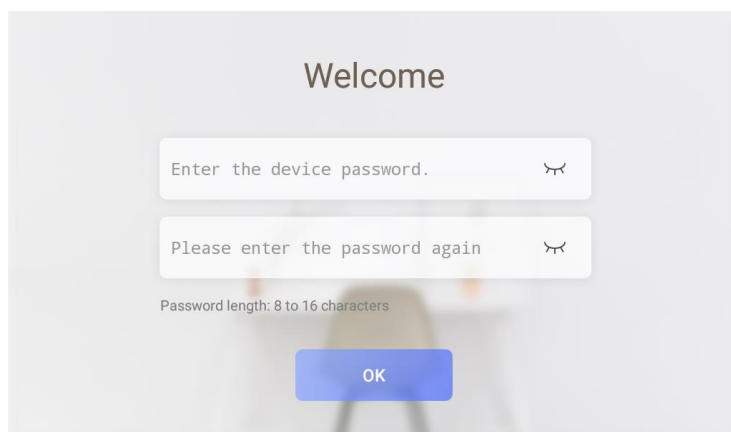 Welcome
Enter the device password.
Please enter the password again
Password length: 8 to 16 characters
OK